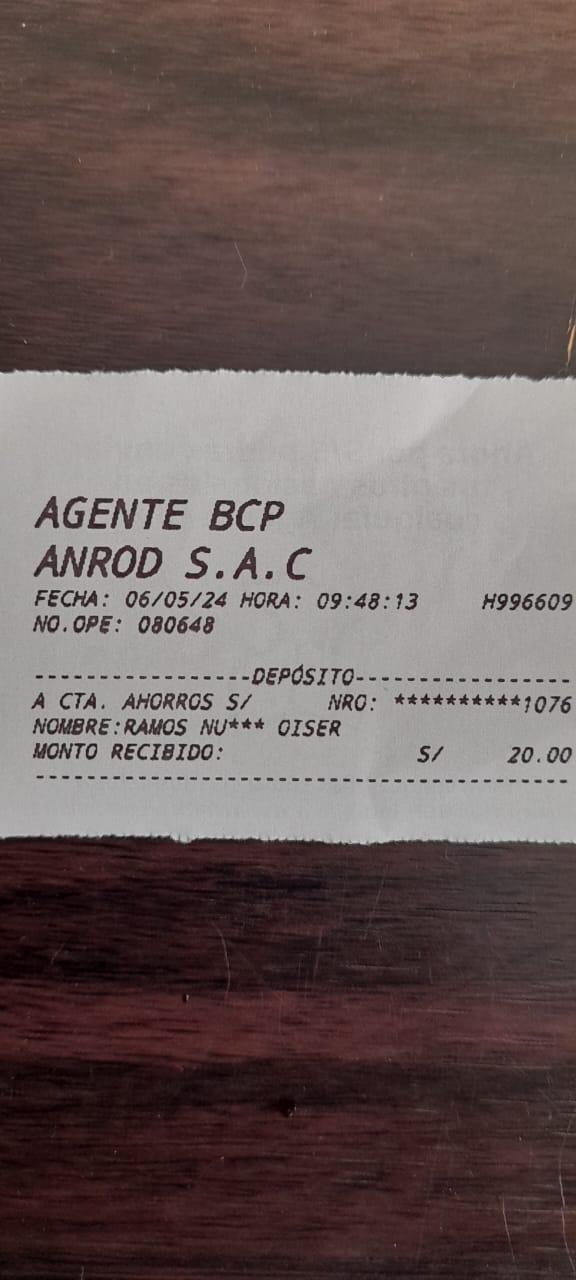 AGENTE BCP
ANROD S.A.C
FECHA: 06/05/24 HORA: 09:48:13 H996609
NO.OPE: 080648
-----------------DEPÓSITO-----------------
A CTA. AHORROS S/ NRO: **********1076
NOMBRE:RAMOS NU*** OISER
MONTO RECIBIDO: S/ 20.00
------------------------------------------